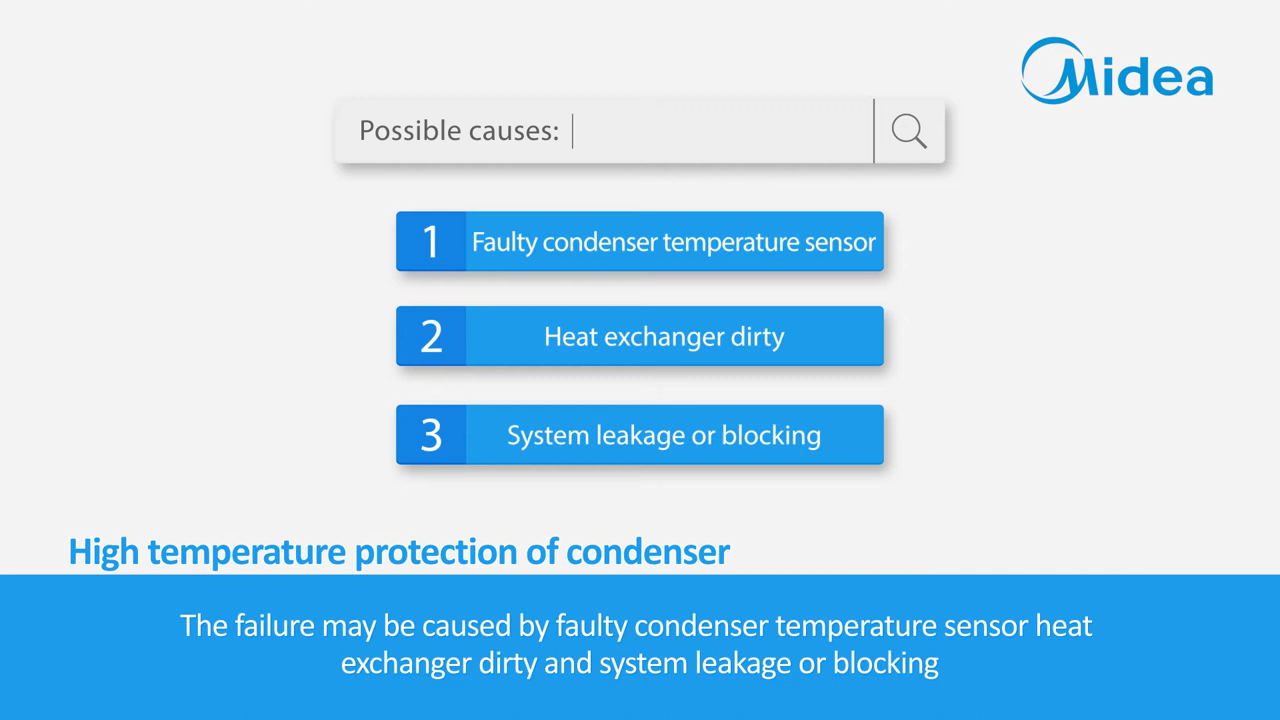 Midea
Possible causes:
1 Faulty condenser temperature sensor
2 Heat exchanger dirty
3 System leakage or blocking
High temperature protection of condenser
The failure may be caused by faulty condenser temperature sensor heat
exchanger dirty and system leakage or blocking